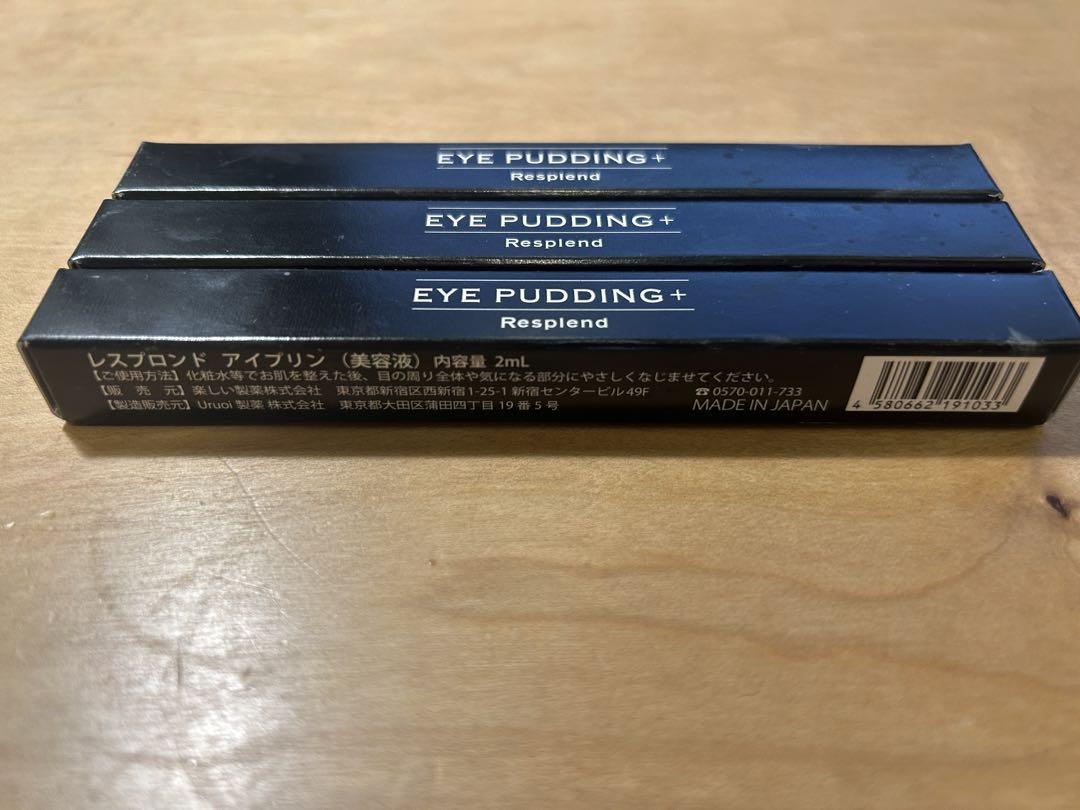 EYE PUDDING+
Resplend
EYE PUDDING+
Resplend
EYE PUDDING+
Resplend
レスプロンド アイプリン（美容液）内容量 2mL
【ご使用方法】化粧水等でお肌を整えた後、目の周り全体や気になる部分にやさしくなじませてください。
【販 売 元】楽しい製薬株式会社 東京都新宿区西新宿1-25-1 新宿センタービル49F ☎0570-011-733
【製造販売元】Uruoi 製薬 株式会社 東京都大田区蒲田四丁目 19 番 5 号 MADE IN JAPAN
4 580662 191033